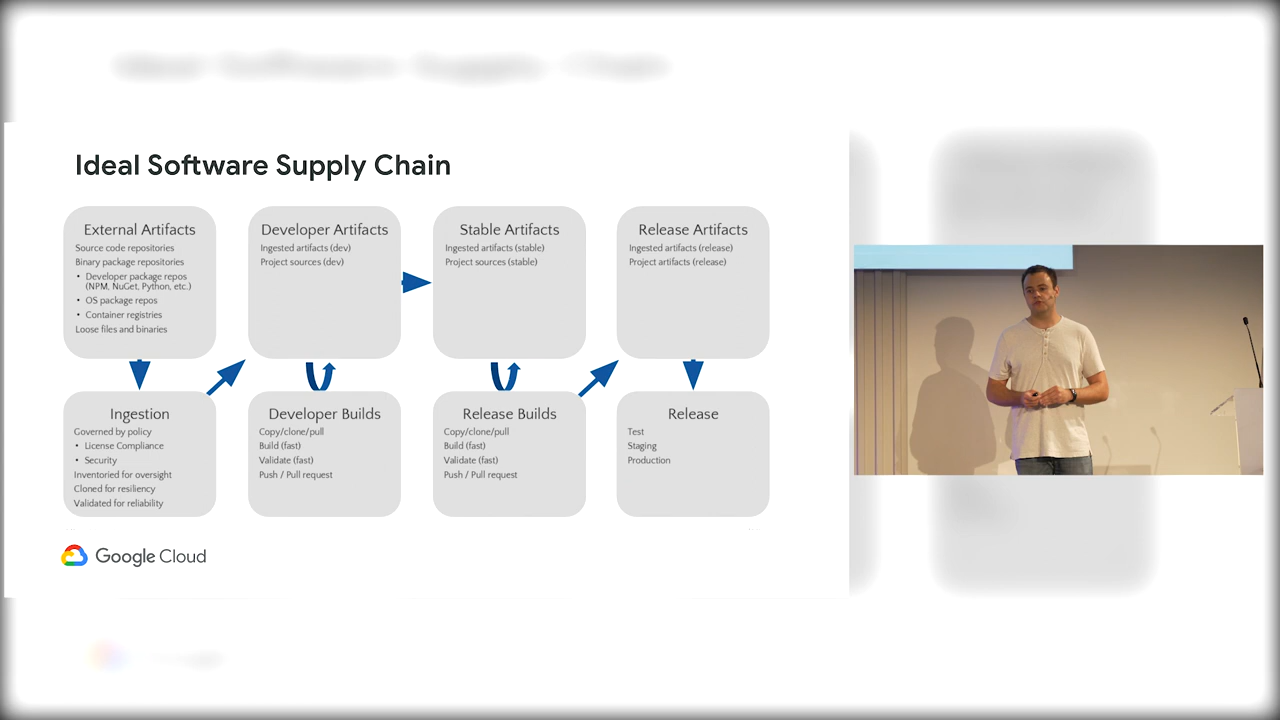 Ideal Software Supply Chain
External Artifacts
Source code repositories
Binary package repositories
• Developer package repos
(NPM, NuGet, Python, etc.)
• OS package repos
• Container registries
Loose files and binaries
Developer Artifacts
Ingested artifacts (dev)
Project sources (dev)
Stable Artifacts
Ingested artifacts (stable)
Project sources (stable)
Release Artifacts
Ingested artifacts (release)
Project artifacts (release)
Ingestion
Governed by policy
• License Compliance
• Security
Inventoried for oversight
Cloned for resiliency
Validated for reliability
Developer Builds
Copy/clone/pull
Build (fast)
Validate (fast)
Push / Pull request
Release Builds
Copy/clone/pull
Build (fast)
Validate (fast)
Push / Pull request
Release
Test
Staging
Production
Google Cloud